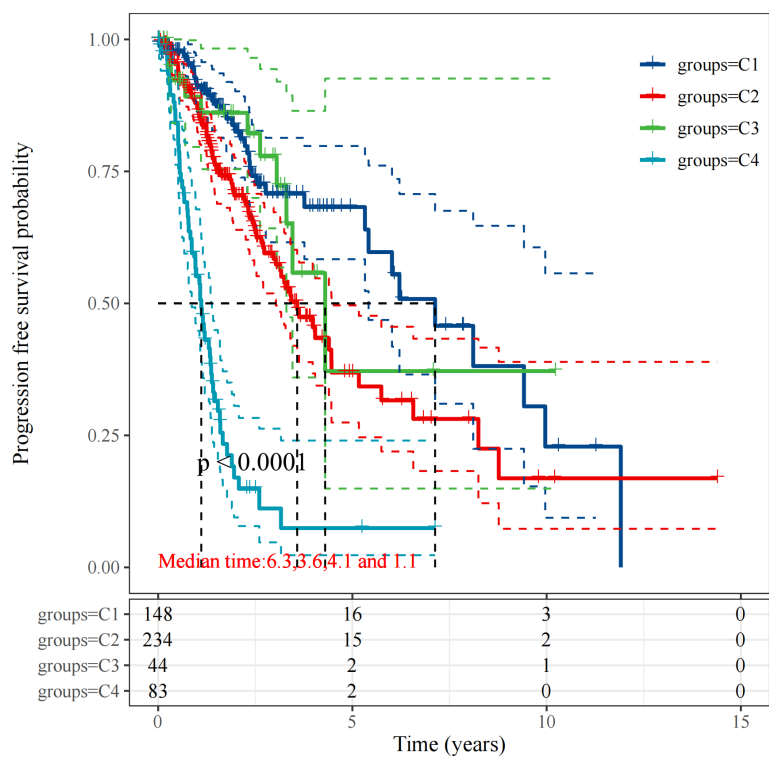 Progression free survival probability
1.00
0.75
0.50
0.25
0.00
groups=C1
groups=C2
groups=C3
groups=C4
p < 0.0001
Median time:6.3,3.6,4.1 and 1.1
groups=C1 148 16 3 0
groups=C2 234 15 2 0
groups=C3 44 2 1 0
groups=C4 83 2 0 0
0 5 10 15
Time (years)